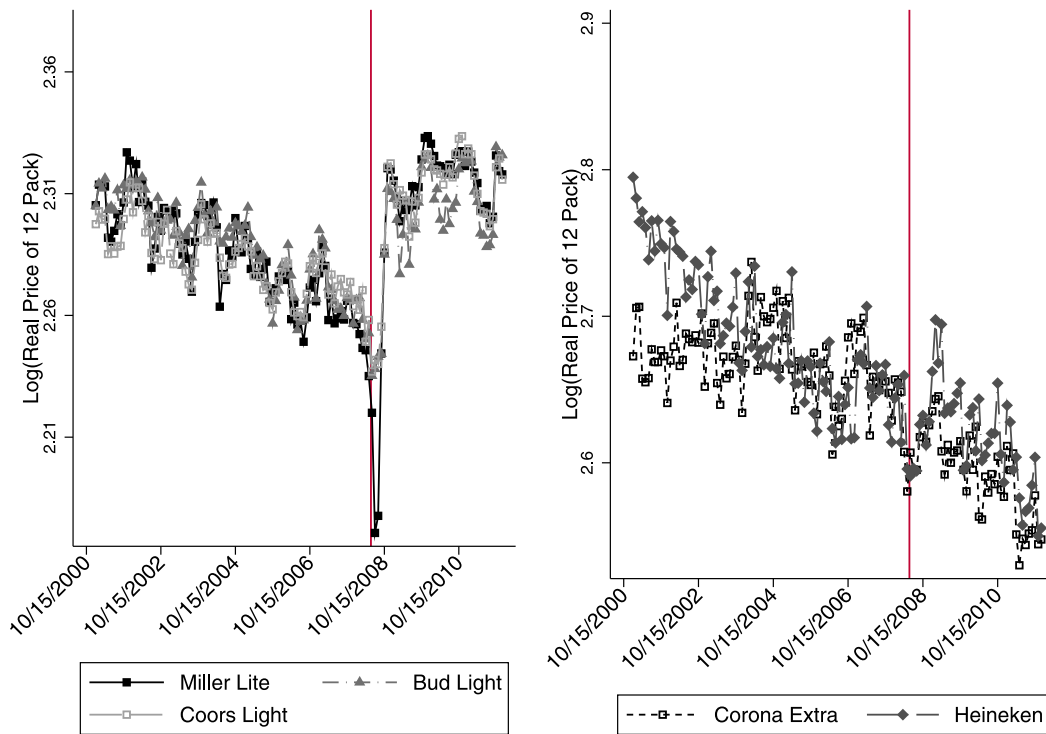 Log(Real Price of 12 Pack)
2.36
2.31
2.26
2.21
10/15/2000
10/15/2002
10/15/2004
10/15/2006
10/15/2008
10/15/2010
Miller Lite
Bud Light
Coors Light
Log(Real Price of 12 Pack)
2.9
2.8
2.7
2.6
10/15/2000
10/15/2002
10/15/2004
10/15/2006
10/15/2008
10/15/2010
Corona Extra
Heineken